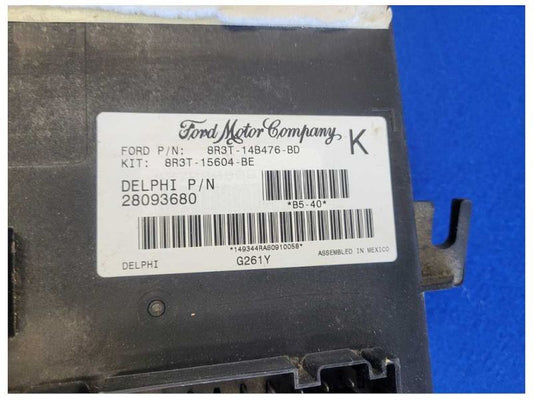 Ford Motor Company
K
FORD P/N: 8R3T-14B476-BD
KIT: 8R3T-15604-BE
DELPHI P/N
28093680
*B5-40*
*149344RA60910058*
DELPHI
G261Y
ASSEMBLED IN MEXICO